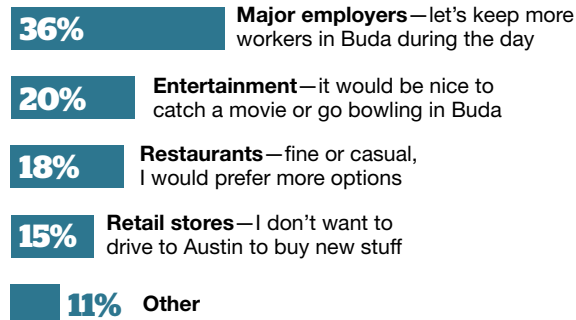 36%
Major employers—let’s keep more
workers in Buda during the day
20%
Entertainment—it would be nice to
catch a movie or go bowling in Buda
18%
Restaurants—fine or casual,
I would prefer more options
15%
Retail stores—I don’t want to
drive to Austin to buy new stuff
11% Other